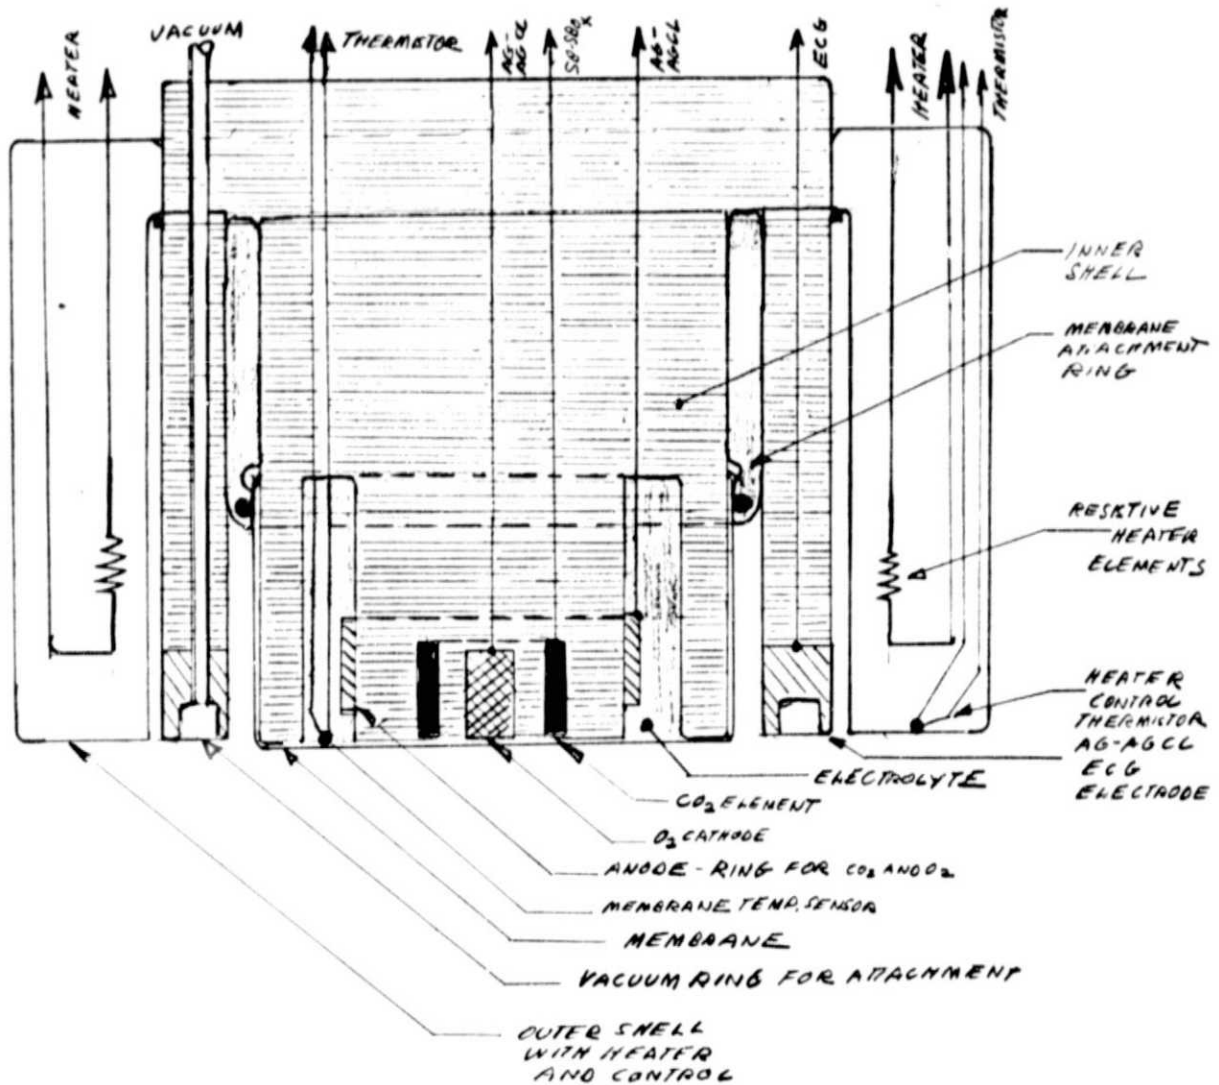 HEATER
VACUUM
THERMISTOR
AG-
AGCL
SB-SBOX
AG-
AGCL
ECG
HEATER
THERMISTOR
INNER
SHELL
MEMBRANE
ATTACHMENT
RING
RESISTIVE
HEATER
ELEMENTS
HEATER
CONTROL
THERMISTOR
AG-AGCL
ECG
ELECTRODE
ELECTROLYTE
CO2 ELEMENT
O2 CATHODE
ANODE-RING FOR CO2 AND O2
MEMBRANE TEMP. SENSOR
MEMBRANE
VACUUM RING FOR ATTACHMENT
OUTER SHELL
WITH HEATER
AND CONTROL